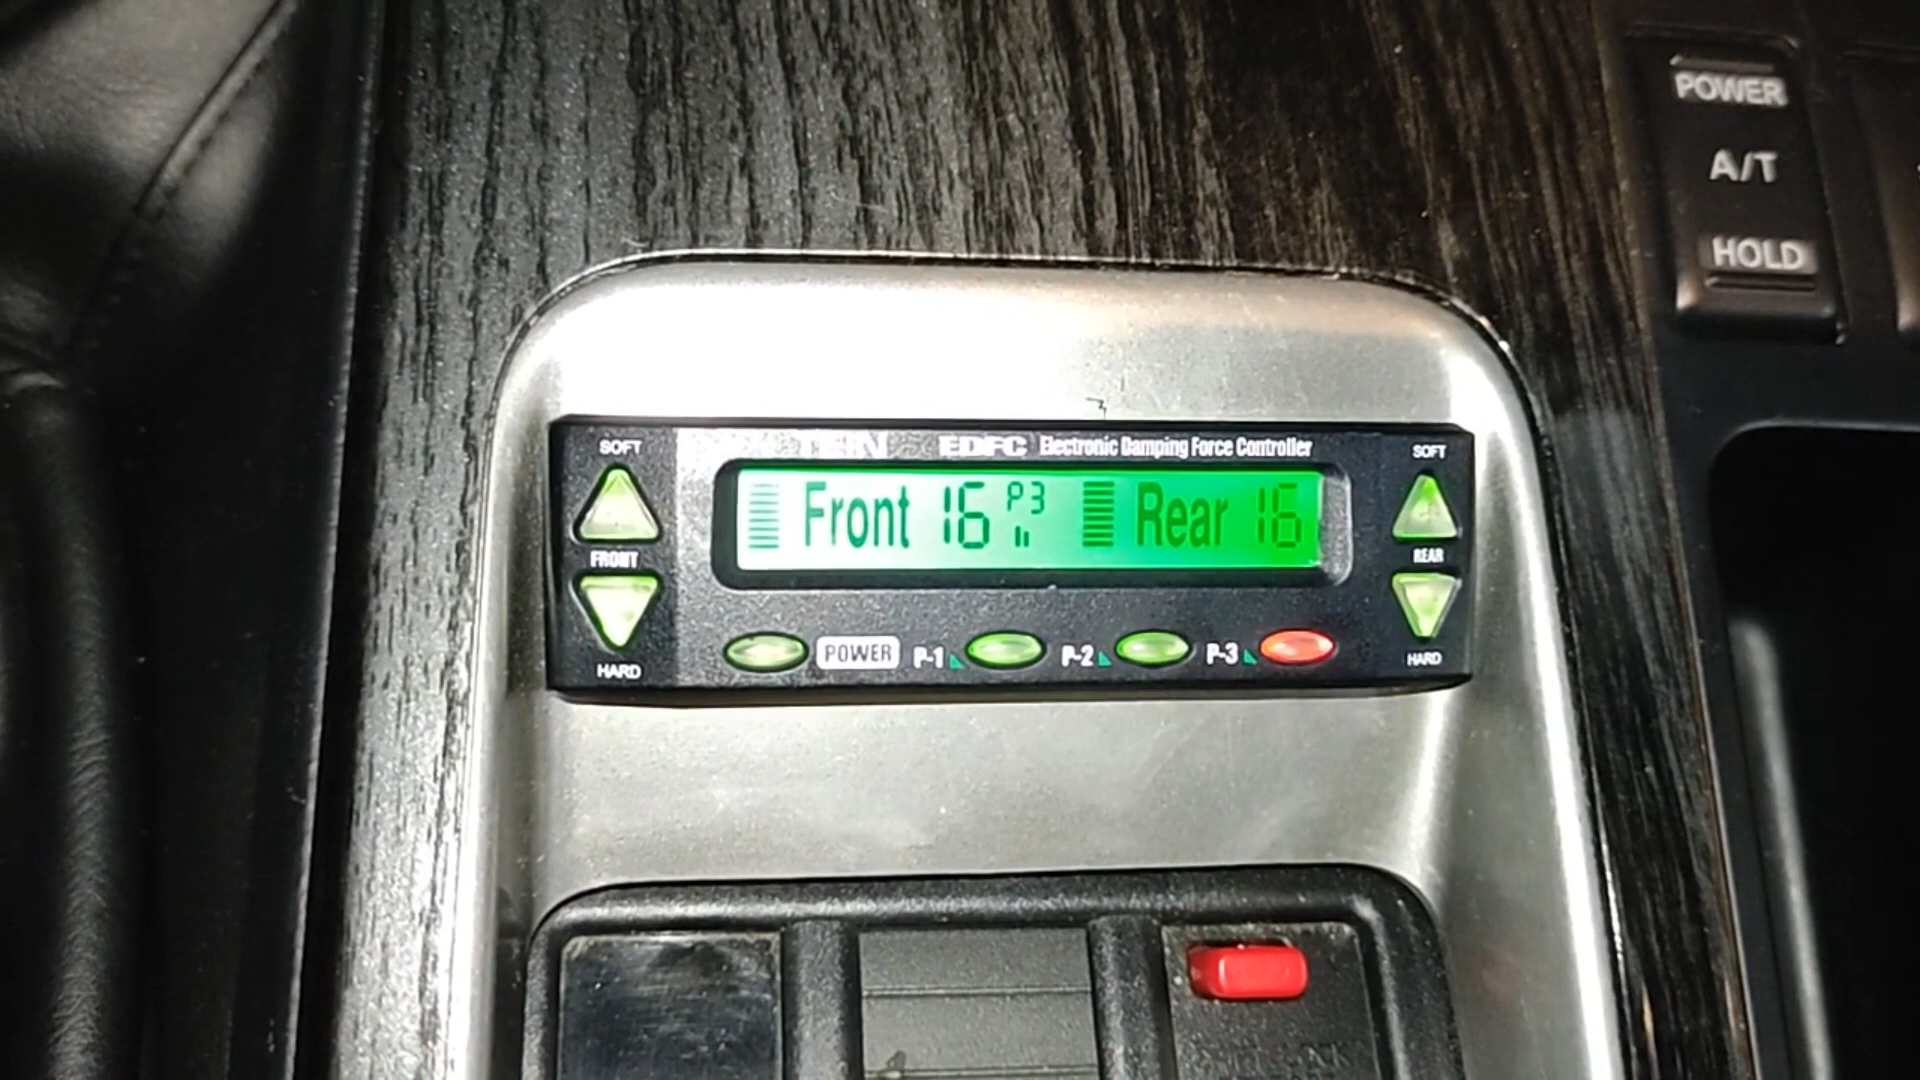 POWER
A/T
HOLD
TEIN EDFC Electronic Damping Force Controller
SOFT
FRONT
HARD
Front 16 P3 Rear 16
SOFT
REAR
HARD
POWER P-1 P-2 P-3